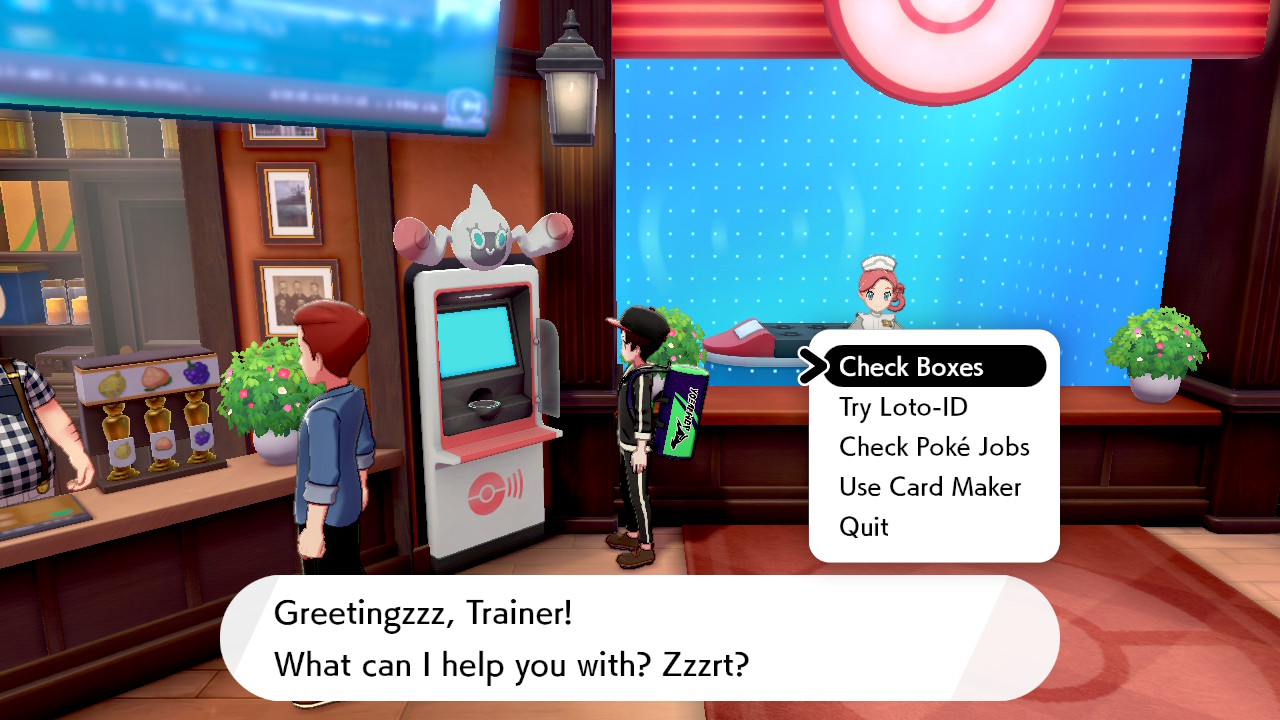 Check Boxes
Try Loto-ID
Check Poké Jobs
Use Card Maker
Quit
Greetingzzz, Trainer!
What can I help you with? Zzzrt?